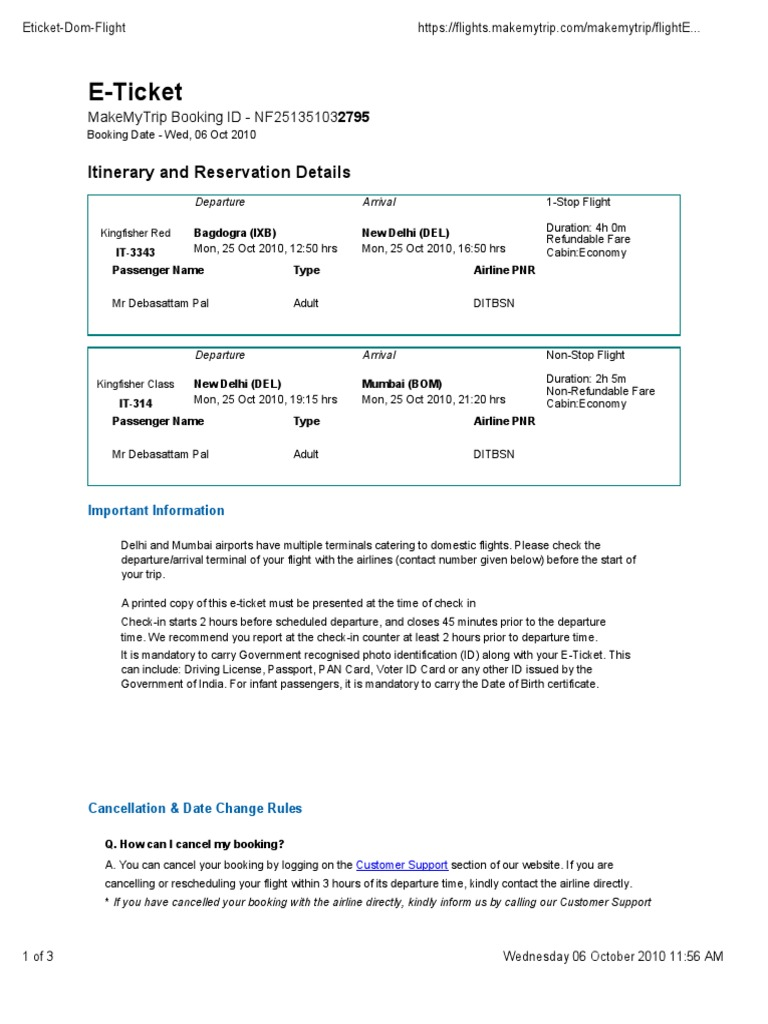 Eticket-Dom-Flight https://flights.makemytrip.com/makemytrip/flightE...
E-Ticket
MakeMyTrip Booking ID - NF251351032795
Booking Date - Wed, 06 Oct 2010
Itinerary and Reservation Details
Departure Arrival 1-Stop Flight
Kingfisher Red Bagdogra (IXB) New Delhi (DEL) Duration: 4h 0m
IT-3343 Mon, 25 Oct 2010, 12:50 hrs Mon, 25 Oct 2010, 16:50 hrs Refundable Fare
Cabin:Economy
Passenger Name Type Airline PNR
Mr Debasattam Pal Adult DITBSN
Departure Arrival Non-Stop Flight
Kingfisher Class New Delhi (DEL) Mumbai (BOM) Duration: 2h 5m
IT-314 Mon, 25 Oct 2010, 19:15 hrs Mon, 25 Oct 2010, 21:20 hrs Non-Refundable Fare
Cabin:Economy
Passenger Name Type Airline PNR
Mr Debasattam Pal Adult DITBSN
Important Information
Delhi and Mumbai airports have multiple terminals catering to domestic flights. Please check the
departure/arrival terminal of your flight with the airlines (contact number given below) before the start of
your trip.
A printed copy of this e-ticket must be presented at the time of check in
Check-in starts 2 hours before scheduled departure, and closes 45 minutes prior to the departure
time. We recommend you report at the check-in counter at least 2 hours prior to departure time.
It is mandatory to carry Government recognised photo identification (ID) along with your E-Ticket. This
can include: Driving License, Passport, PAN Card, Voter ID Card or any other ID issued by the
Government of India. For infant passengers, it is mandatory to carry the Date of Birth certificate.
Cancellation & Date Change Rules
Q. How can I cancel my booking?
A. You can cancel your booking by logging on the Customer Support section of our website. If you are
cancelling or rescheduling your flight within 3 hours of its departure time, kindly contact the airline directly.
* If you have cancelled your booking with the airline directly, kindly inform us by calling our Customer Support
1 of 3 Wednesday 06 October 2010 11:56 AM